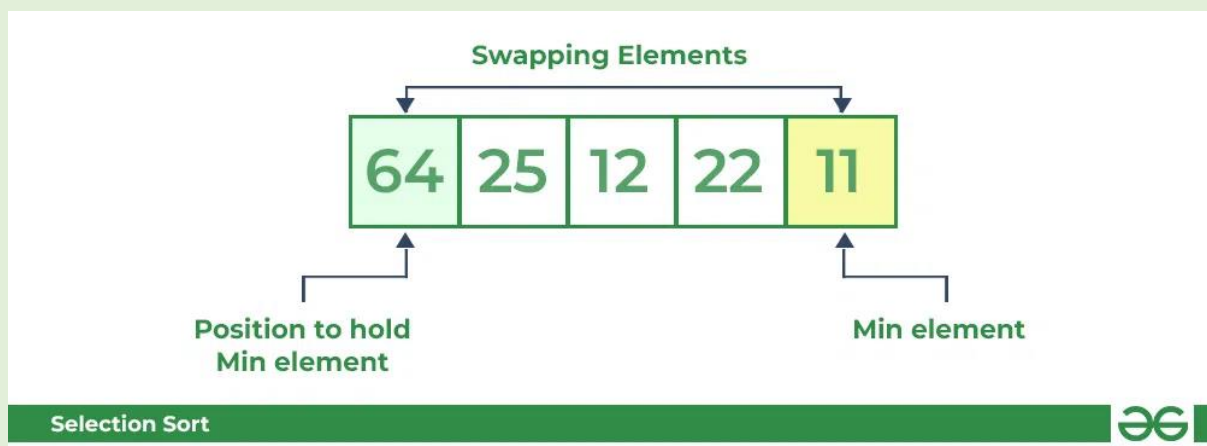 Swapping Elements
64 25 12 22 11
Position to hold
Min element
Min element
Selection Sort